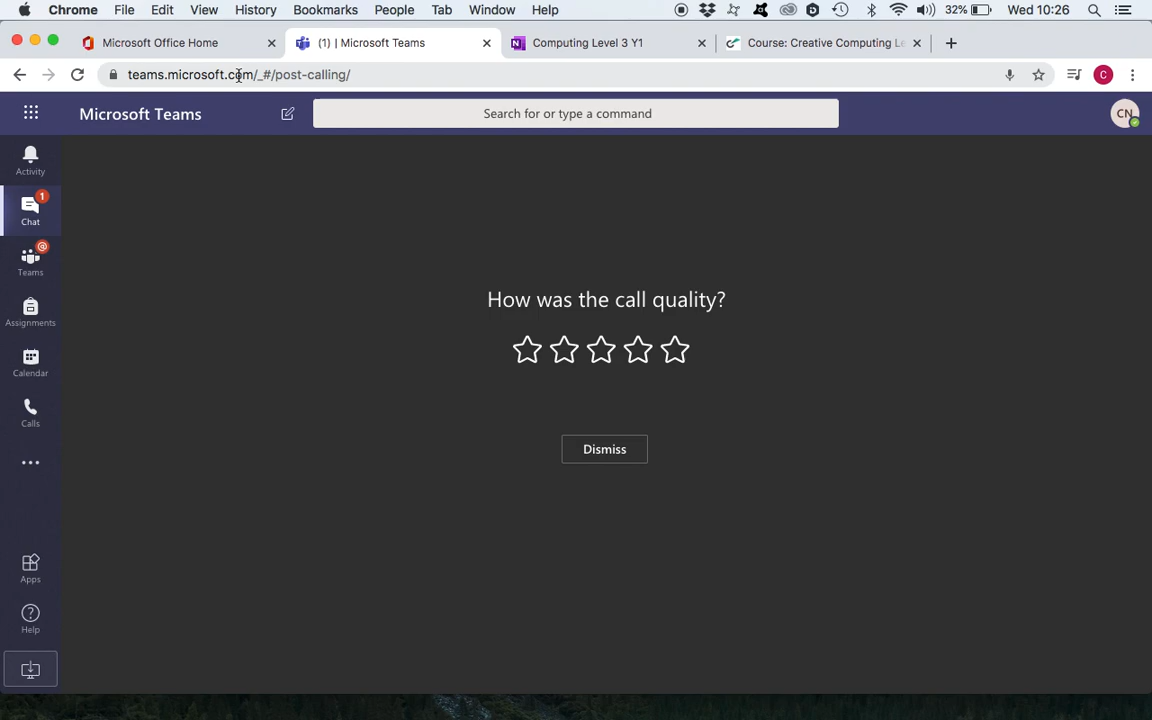 Chrome File Edit View History Bookmarks People Tab Window Help 32% Wed 10:26
Microsoft Office Home (1) | Microsoft Teams Computing Level 3 Y1 Course: Creative Computing Le
teams.microsoft.com/_#/post-calling/ C
Microsoft Teams Search for or type a command CN
Activity
1
Chat
Teams
Assignments
Calendar
Calls
How was the call quality?
Dismiss
Apps
Help